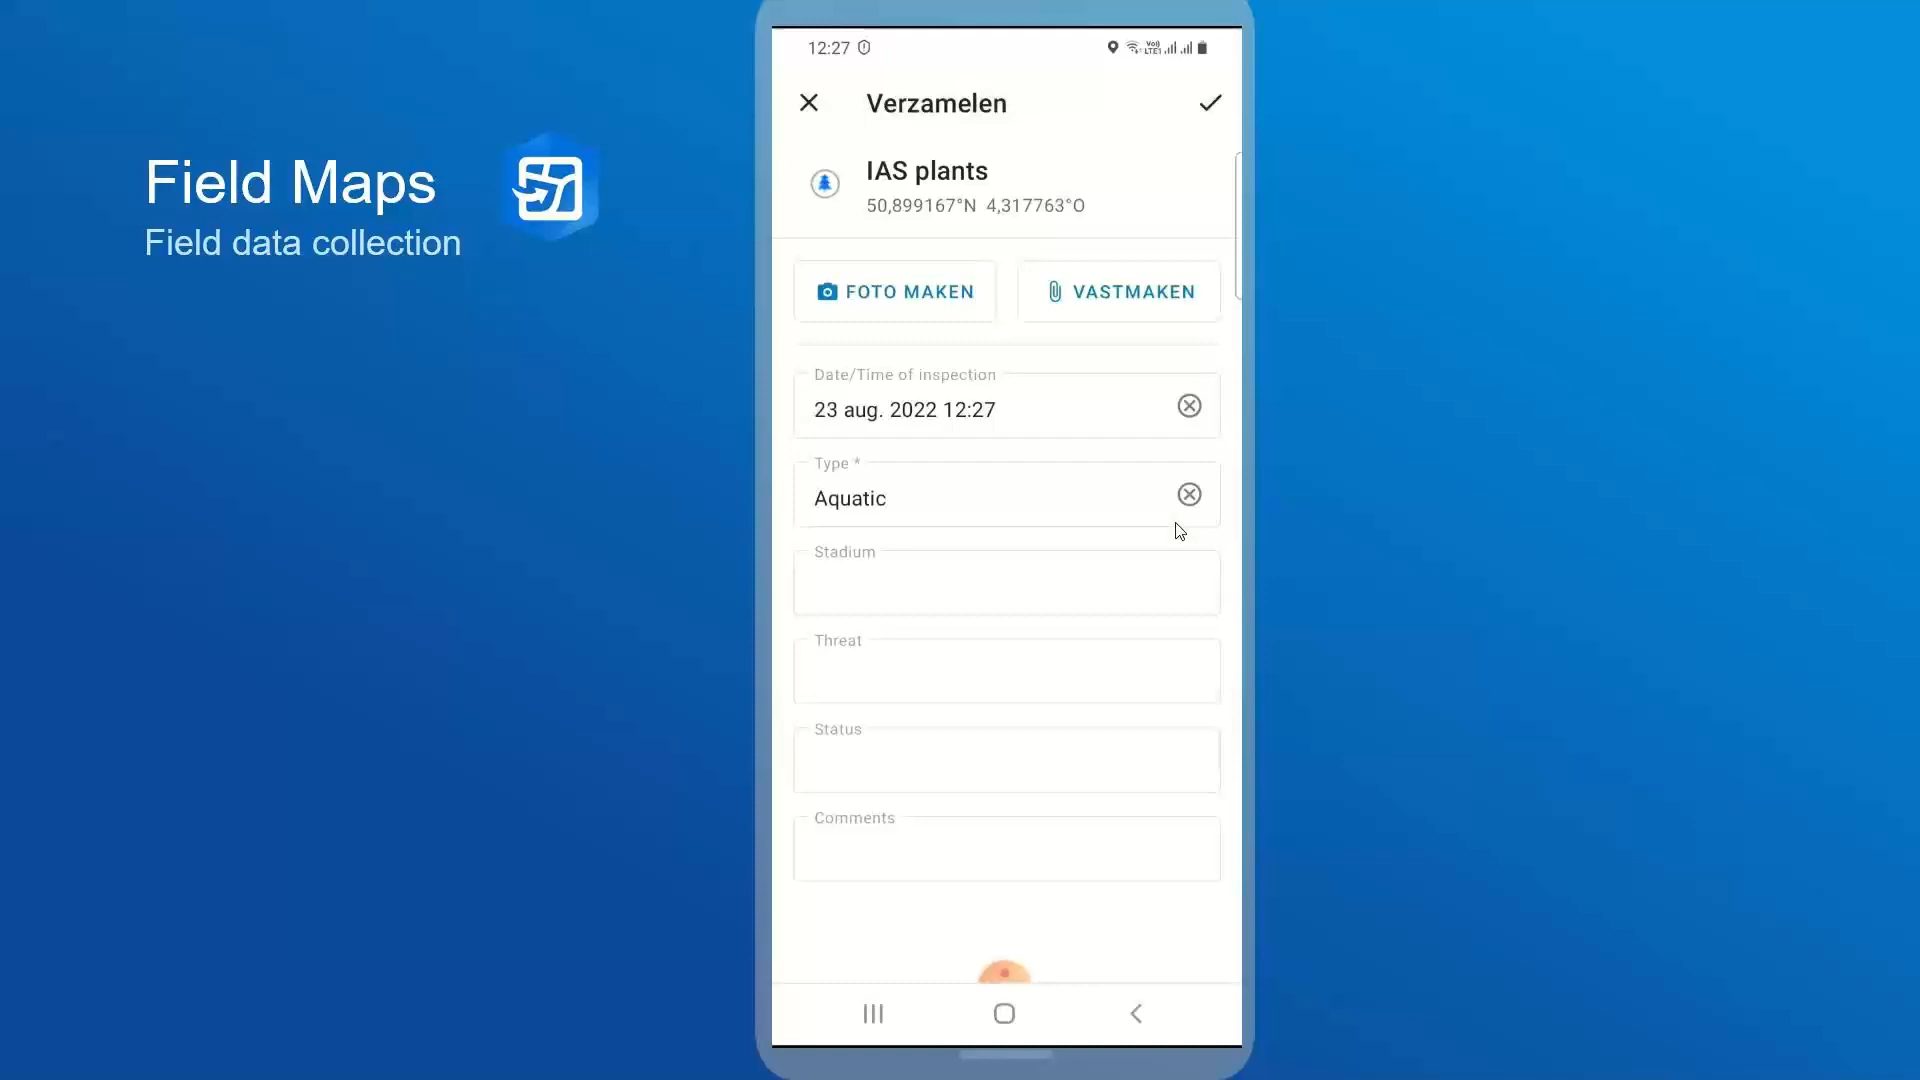 Field Maps
Field data collection
12:27
Verzamelen
IAS plants
50,899167°N 4,317763°O
FOTO MAKEN
VASTMAKEN
Date/Time of inspection
23 aug. 2022 12:27
Type *
Aquatic
Stadium
Threat
Status
Comments